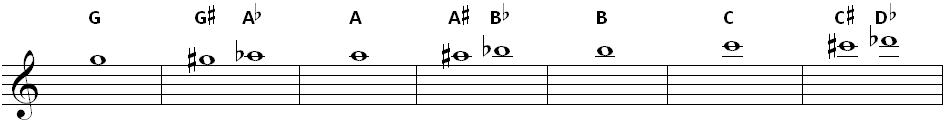 G G♯ A♭ A A♯ B♭ B C C♯ D♭